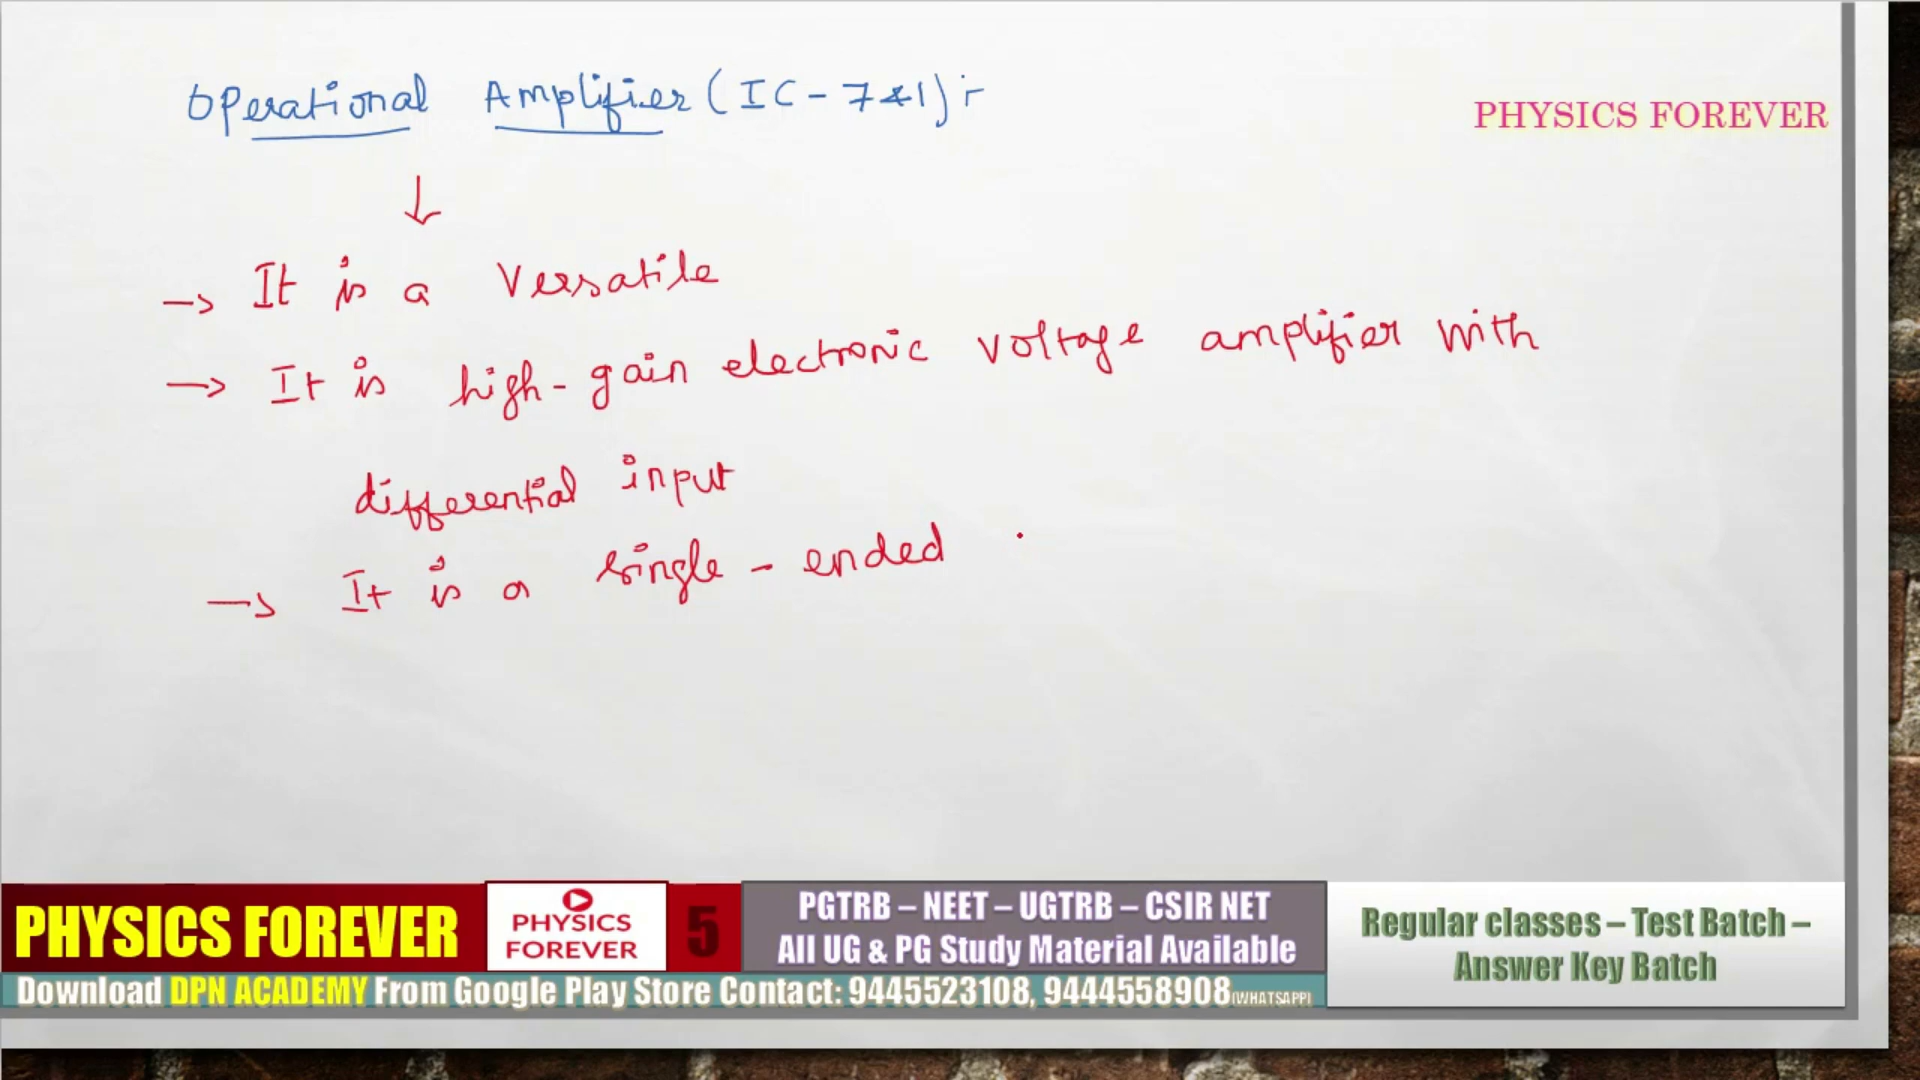 Operational Amplifier (IC-741):-
PHYSICS FOREVER
↓
→ It is a Versatile
→ It is high-gain electronic voltage amplifier with
differential input
→ It is a single-ended
PHYSICS FOREVER
PHYSICS
FOREVER
5
PGTRB – NEET – UGTRB – CSIR NET
All UG & PG Study Material Available
Regular classes – Test Batch –
Answer Key Batch
Download DPN ACADEMY From Google Play Store Contact: 9445523108, 9444558908(WHATSAPP)